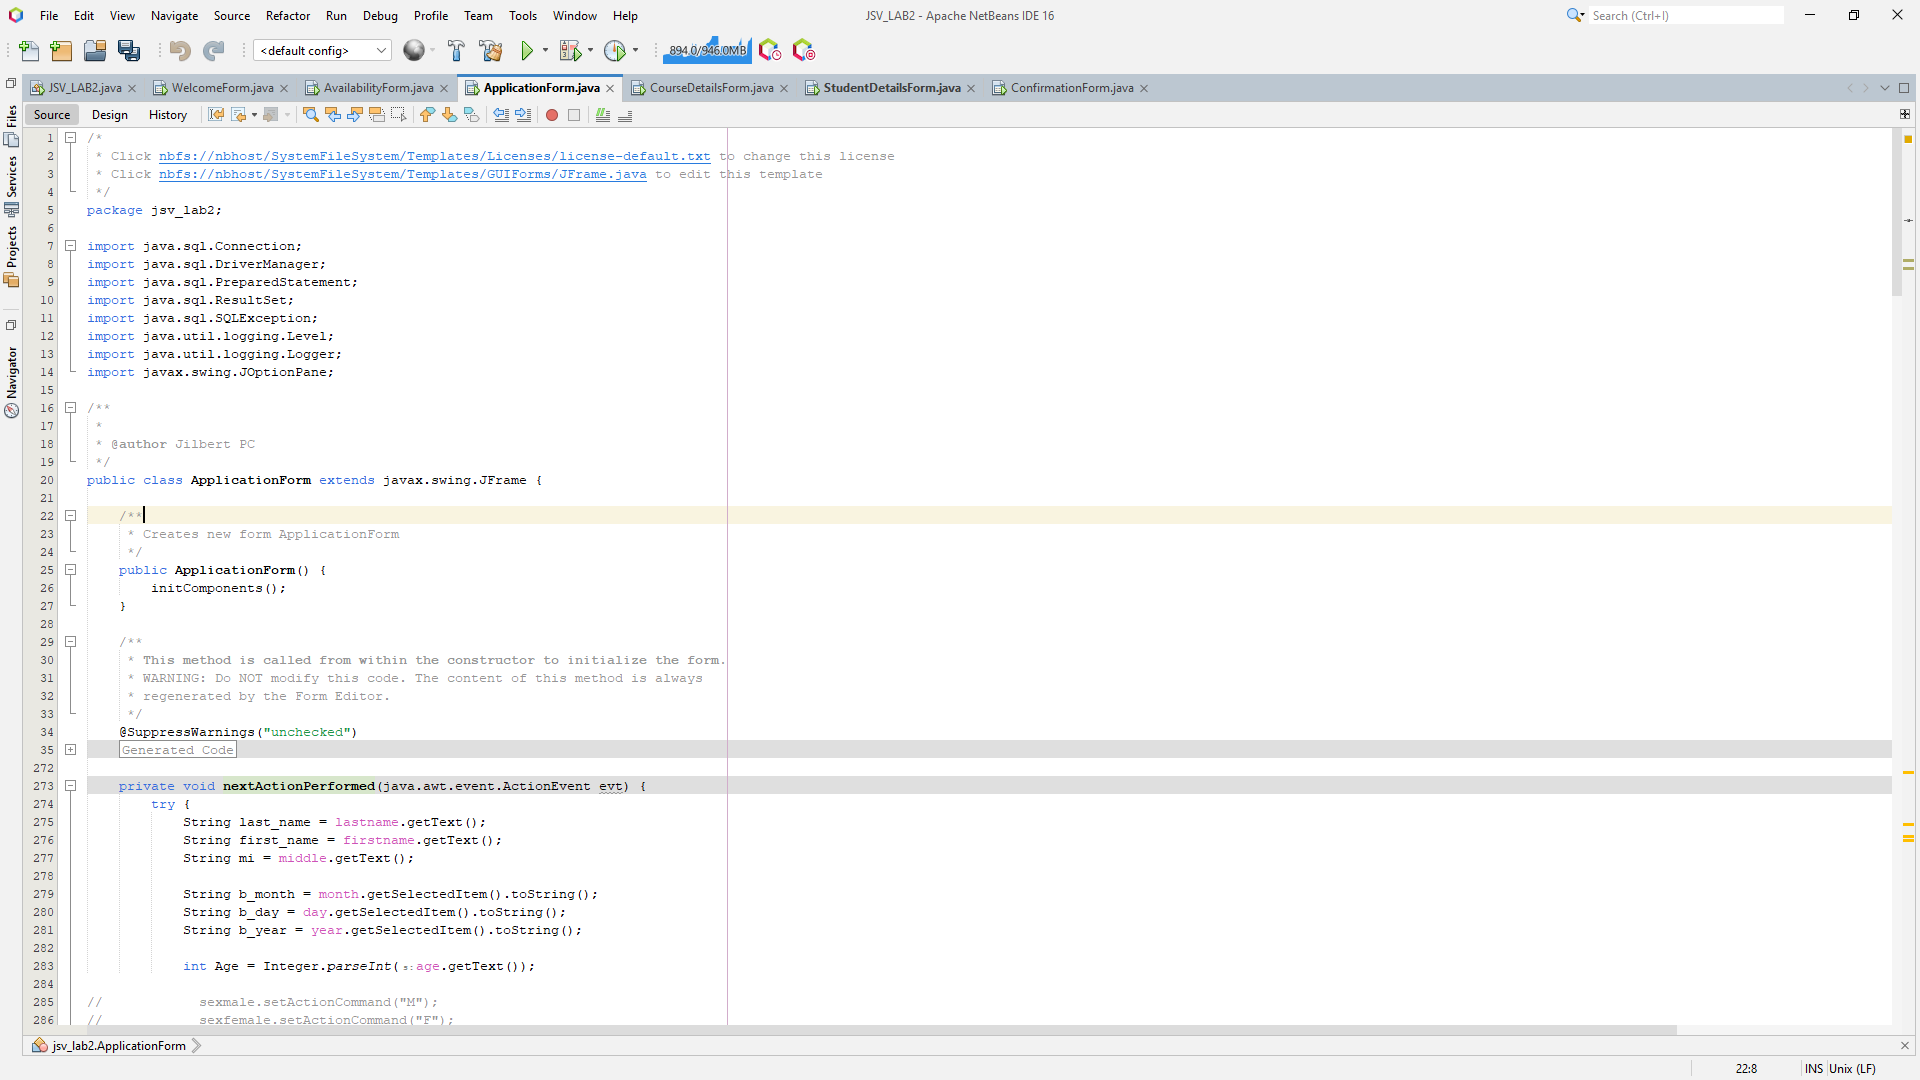 File Edit View Navigate Source Refactor Run Debug Profile Team Tools Window Help
JSV_LAB2 - Apache NetBeans IDE 16
Search (Ctrl+I)
<default config>
894.0/946.0MB
JSV_LAB2.java
WelcomeForm.java
AvailabilityForm.java
ApplicationForm.java
CourseDetailsForm.java
StudentDetailsForm.java
ConfirmationForm.java
Source Design History
Files
Services
Projects
Navigator
1 /*
2 * Click nbfs://nbhost/SystemFileSystem/Templates/Licenses/license-default.txt to change this license
3 * Click nbfs://nbhost/SystemFileSystem/Templates/GUIForms/JFrame.java to edit this template
4 */
5 package jsv_lab2;
6
7 import java.sql.Connection;
8 import java.sql.DriverManager;
9 import java.sql.PreparedStatement;
10 import java.sql.ResultSet;
11 import java.sql.SQLException;
12 import java.util.logging.Level;
13 import java.util.logging.Logger;
14 import javax.swing.JOptionPane;
15
16 /**
17 *
18 * @author Jilbert PC
19 */
20 public class ApplicationForm extends javax.swing.JFrame {
21
22 /**
23 * Creates new form ApplicationForm
24 */
25 public ApplicationForm() {
26 initComponents();
27 }
28
29 /**
30 * This method is called from within the constructor to initialize the form.
31 * WARNING: Do NOT modify this code. The content of this method is always
32 * regenerated by the Form Editor.
33 */
34 @SuppressWarnings("unchecked")
35 Generated Code
272
273 private void nextActionPerformed(java.awt.event.ActionEvent evt) {
274 try {
275 String last_name = lastname.getText();
276 String first_name = firstname.getText();
277 String mi = middle.getText();
278
279 String b_month = month.getSelectedItem().toString();
280 String b_day = day.getSelectedItem().toString();
281 String b_year = year.getSelectedItem().toString();
282
283 int Age = Integer.parseInt(s: age.getText());
284
285 // sexmale.setActionCommand("M");
286 // sexfemale.setActionCommand("F");
jsv_lab2.ApplicationForm
22:8 INS Unix (LF)